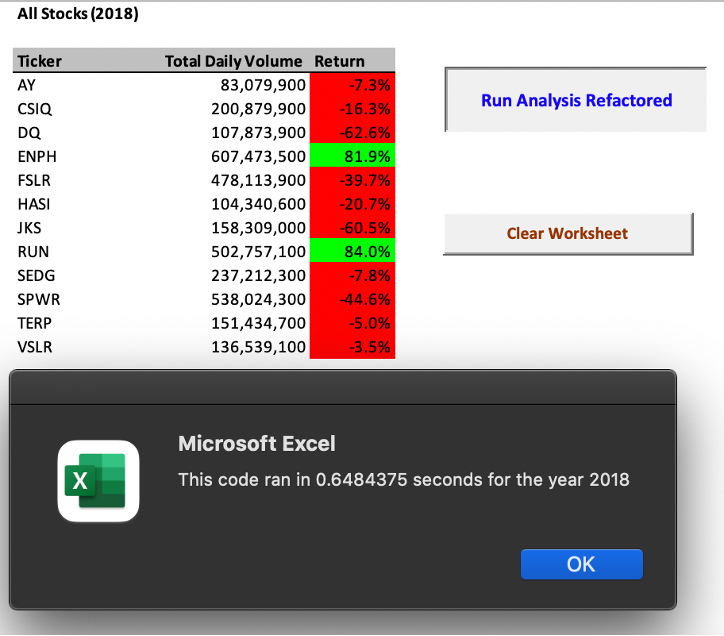 All Stocks (2018)
Ticker Total Daily Volume Return
AY 83,079,900 -7.3%
CSIQ 200,879,900 -16.3%
DQ 107,873,900 -62.6%
ENPH 607,473,500 81.9%
FSLR 478,113,900 -39.7%
HASI 104,340,600 -20.7%
JKS 158,309,000 -60.5%
RUN 502,757,100 84.0%
SEDG 237,212,300 -7.8%
SPWR 538,024,300 -44.6%
TERP 151,434,700 -5.0%
VSLR 136,539,100 -3.5%
Run Analysis Refactored
Clear Worksheet
X
Microsoft Excel
This code ran in 0.6484375 seconds for the year 2018
OK